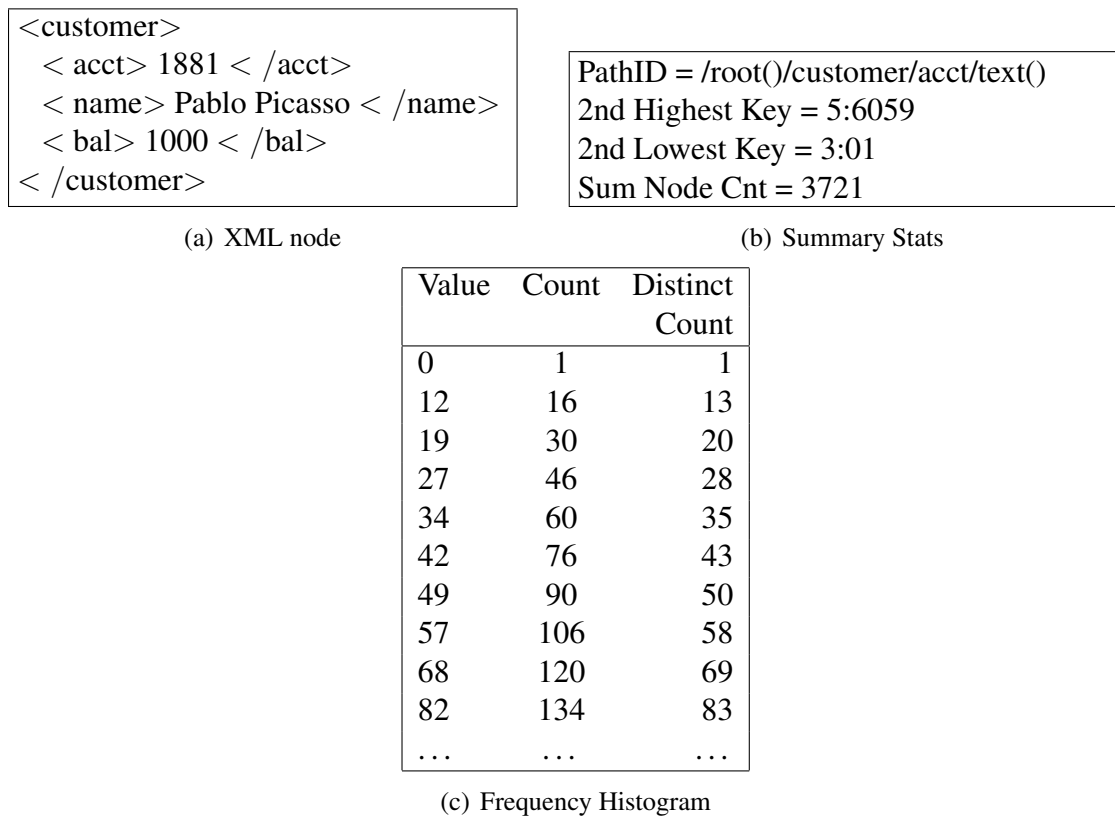 <customer>
< acct> 1881 < /acct>
< name> Pablo Picasso < /name>
< bal> 1000 < /bal>
< /customer>
(a) XML node
PathID = /root()/customer/acct/text()
2nd Highest Key = 5:6059
2nd Lowest Key = 3:01
Sum Node Cnt = 3721
(b) Summary Stats
Value Count Distinct
Count
0 1 1
12 16 13
19 30 20
27 46 28
34 60 35
42 76 43
49 90 50
57 106 58
68 120 69
82 134 83
... ... ...
(c) Frequency Histogram